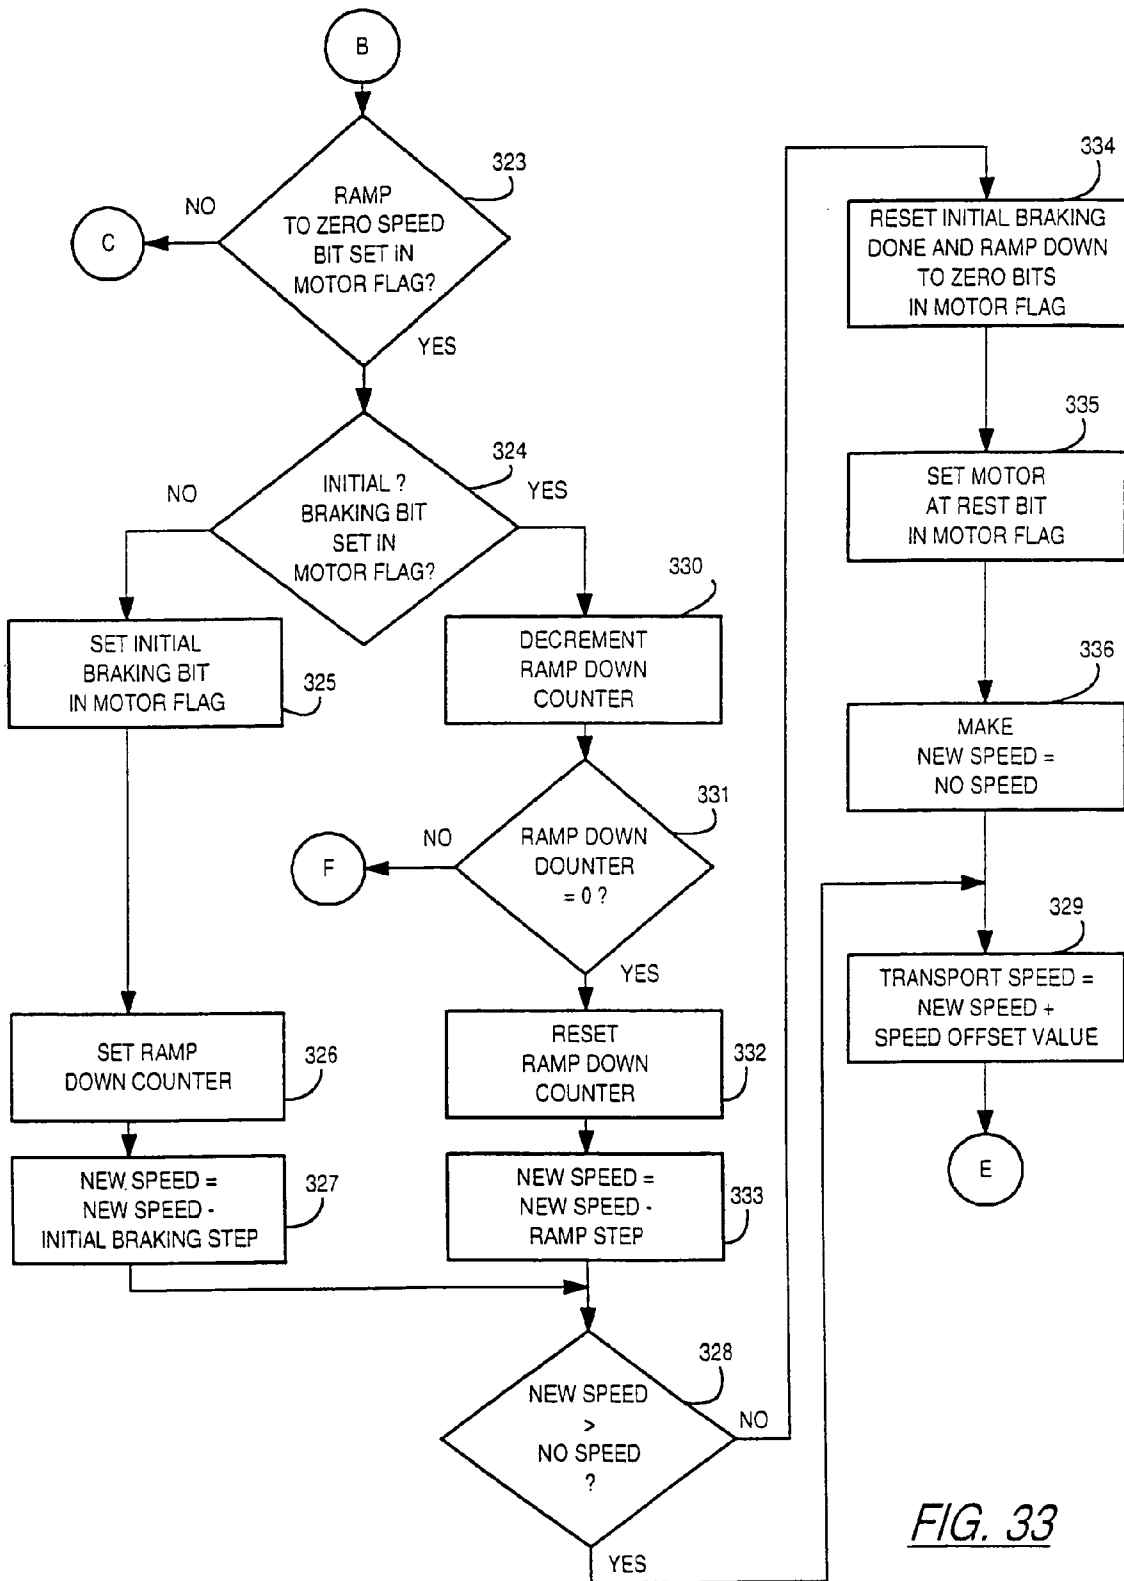 B
323
RAMP
TO ZERO SPEED
BIT SET IN
MOTOR FLAG?
NO
C
YES
324
INITIAL ?
BRAKING BIT
SET IN
MOTOR FLAG?
NO
YES
SET INITIAL
BRAKING BIT
IN MOTOR FLAG
325
330
DECREMENT
RAMP DOWN
COUNTER
331
RAMP DOWN
DOUNTER
= 0 ?
NO
F
YES
SET RAMP
DOWN COUNTER
326
RESET
RAMP DOWN
COUNTER
332
NEW SPEED =
NEW SPEED -
INITIAL BRAKING STEP
327
NEW SPEED =
NEW SPEED -
RAMP STEP
333
328
NEW SPEED
>
NO SPEED
?
NO
YES
334
RESET INITIAL BRAKING
DONE AND RAMP DOWN
TO ZERO BITS
IN MOTOR FLAG
335
SET MOTOR
AT REST BIT
IN MOTOR FLAG
336
MAKE
NEW SPEED =
NO SPEED
329
TRANSPORT SPEED =
NEW SPEED +
SPEED OFFSET VALUE
E
FIG. 33